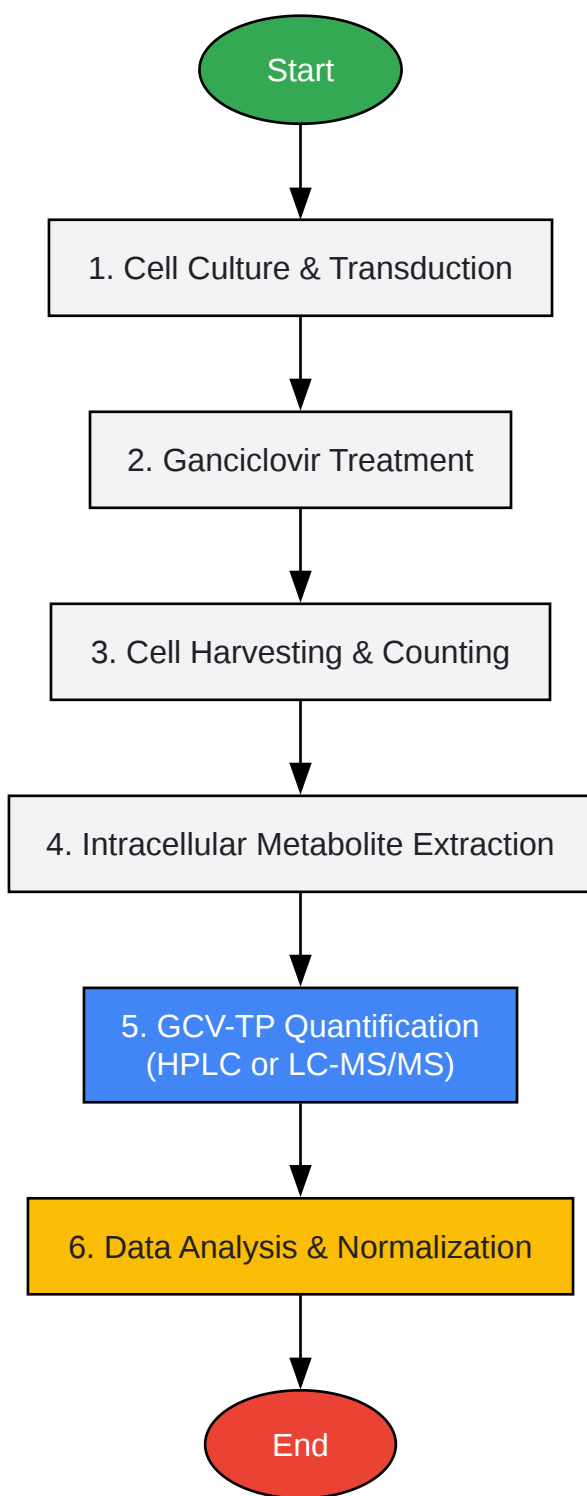 Start
1. Cell Culture & Transduction
2. Ganciclovir Treatment
3. Cell Harvesting & Counting
4. Intracellular Metabolite Extraction
5. GCV-TP Quantification
(HPLC or LC-MS/MS)
6. Data Analysis & Normalization
End